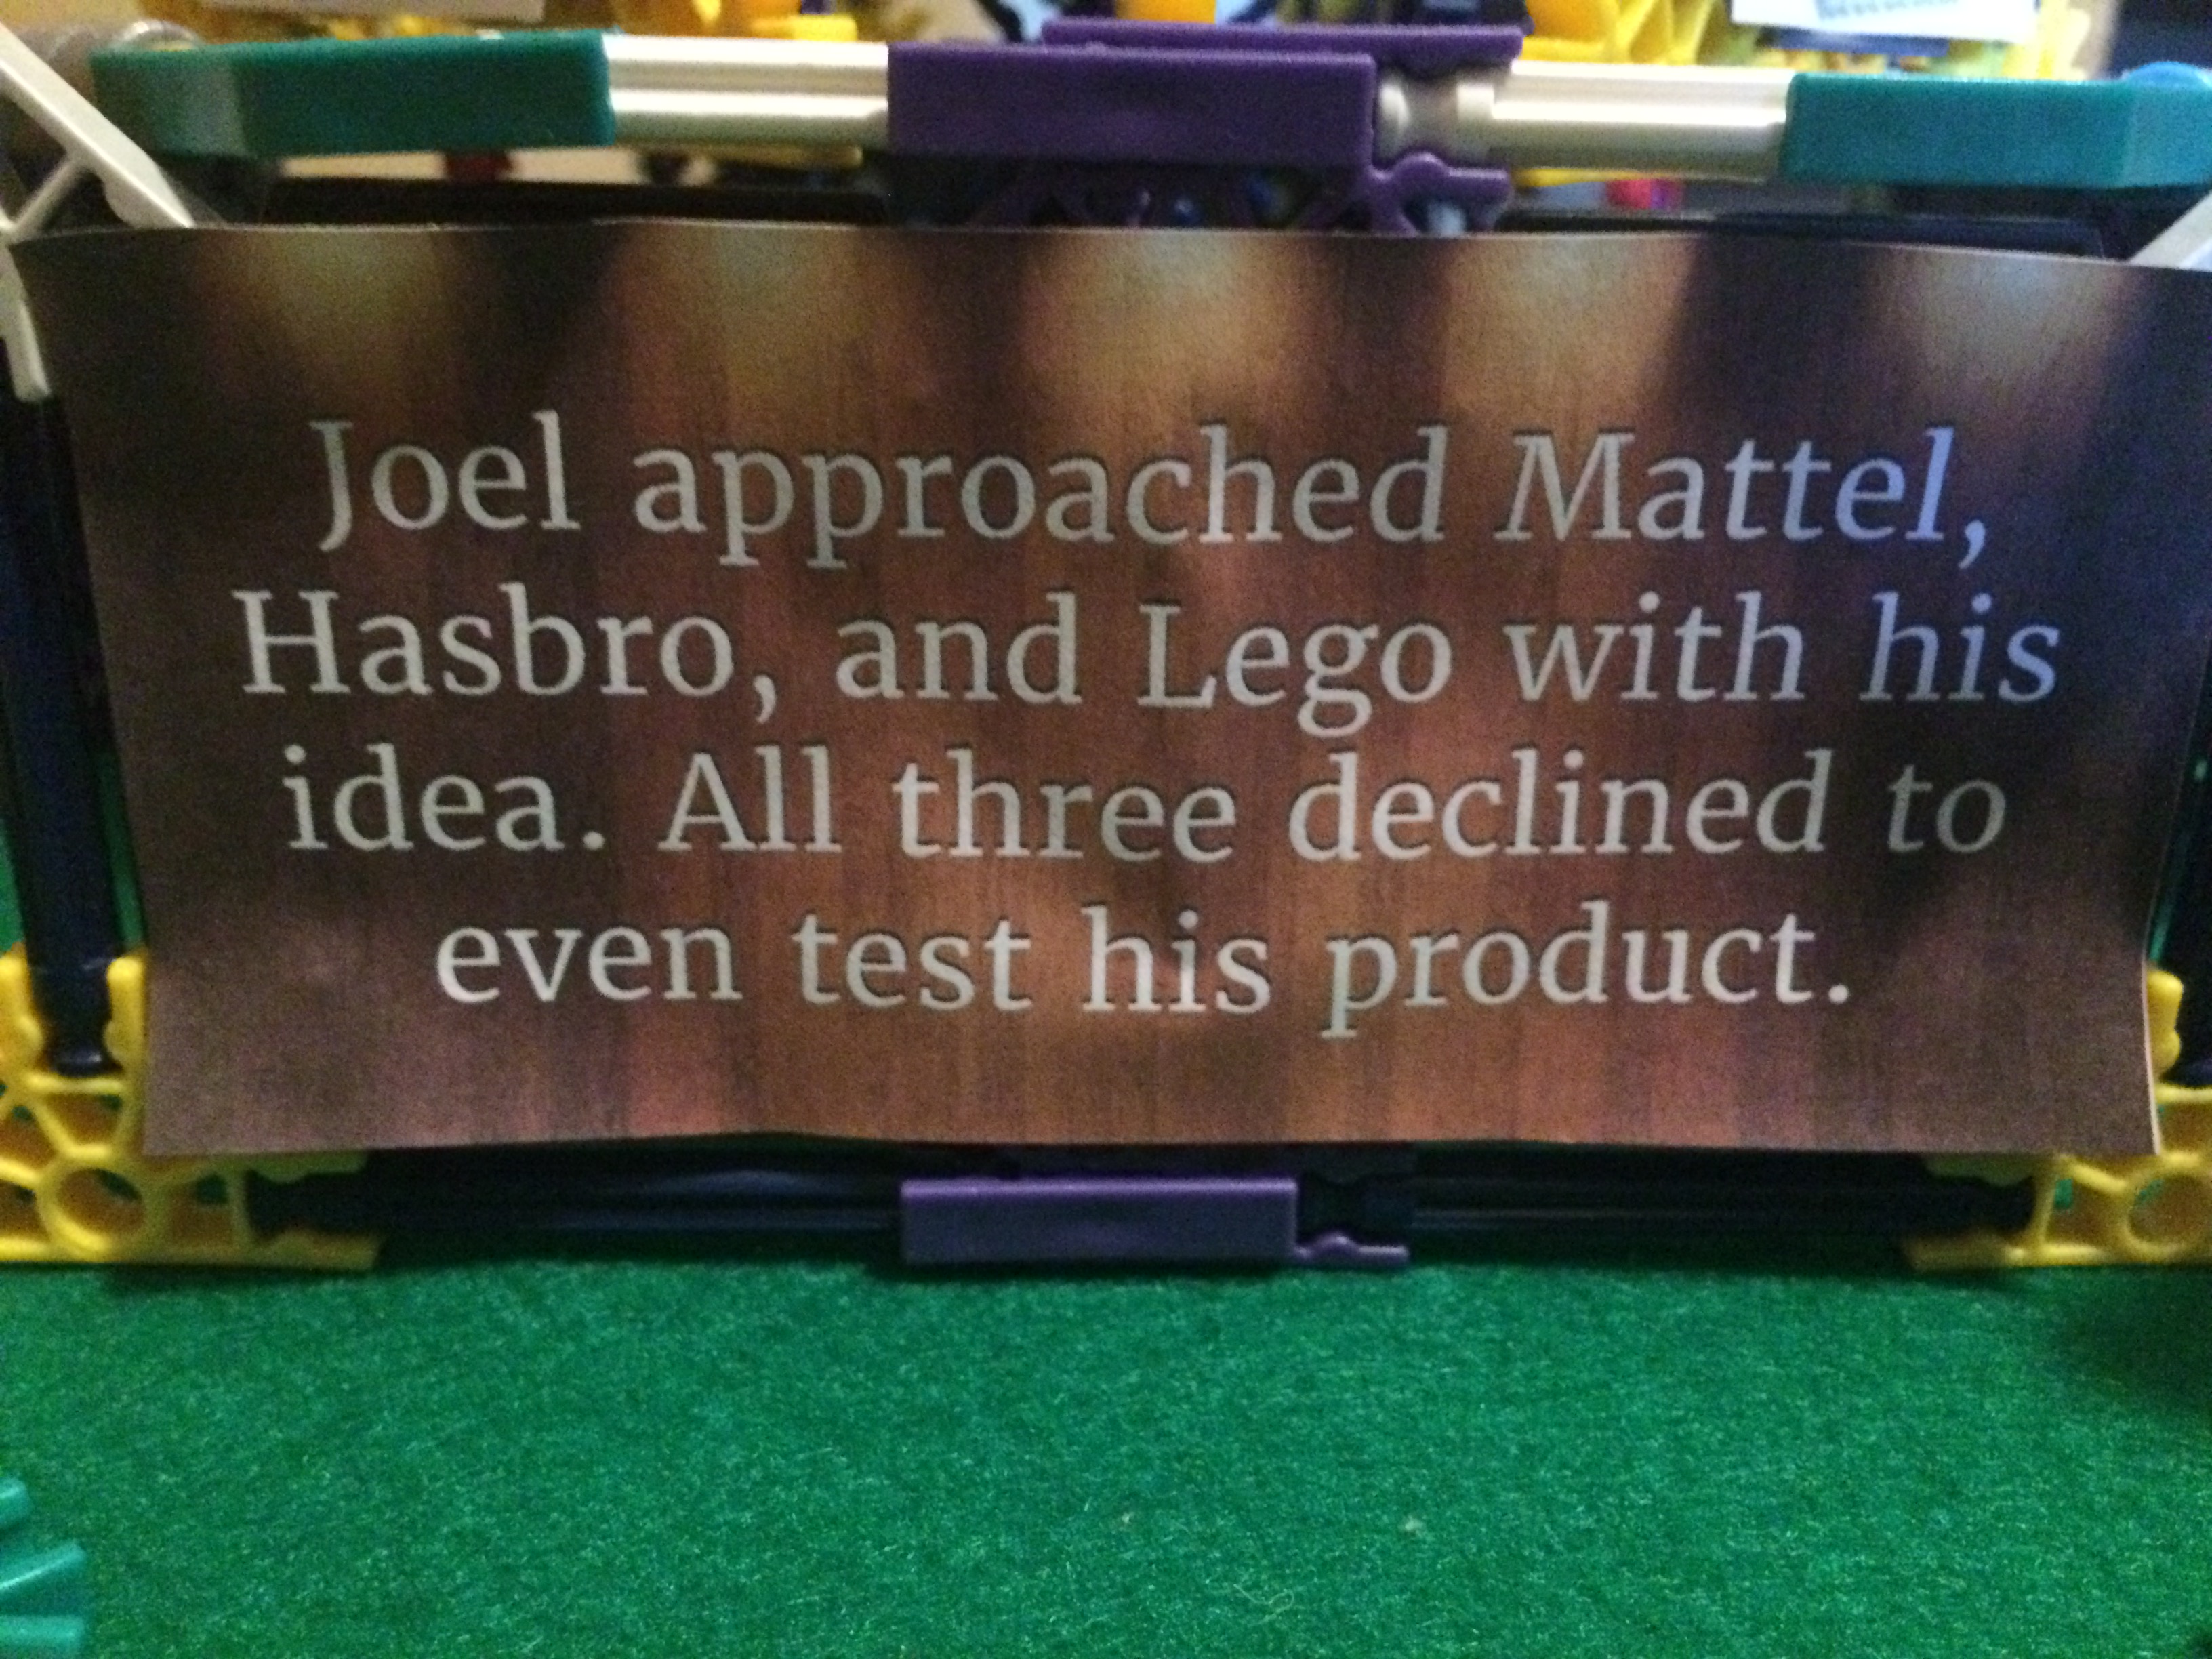 Joel approached Mattel,
Hasbro, and Lego with his
idea. All three declined to
even test his product.